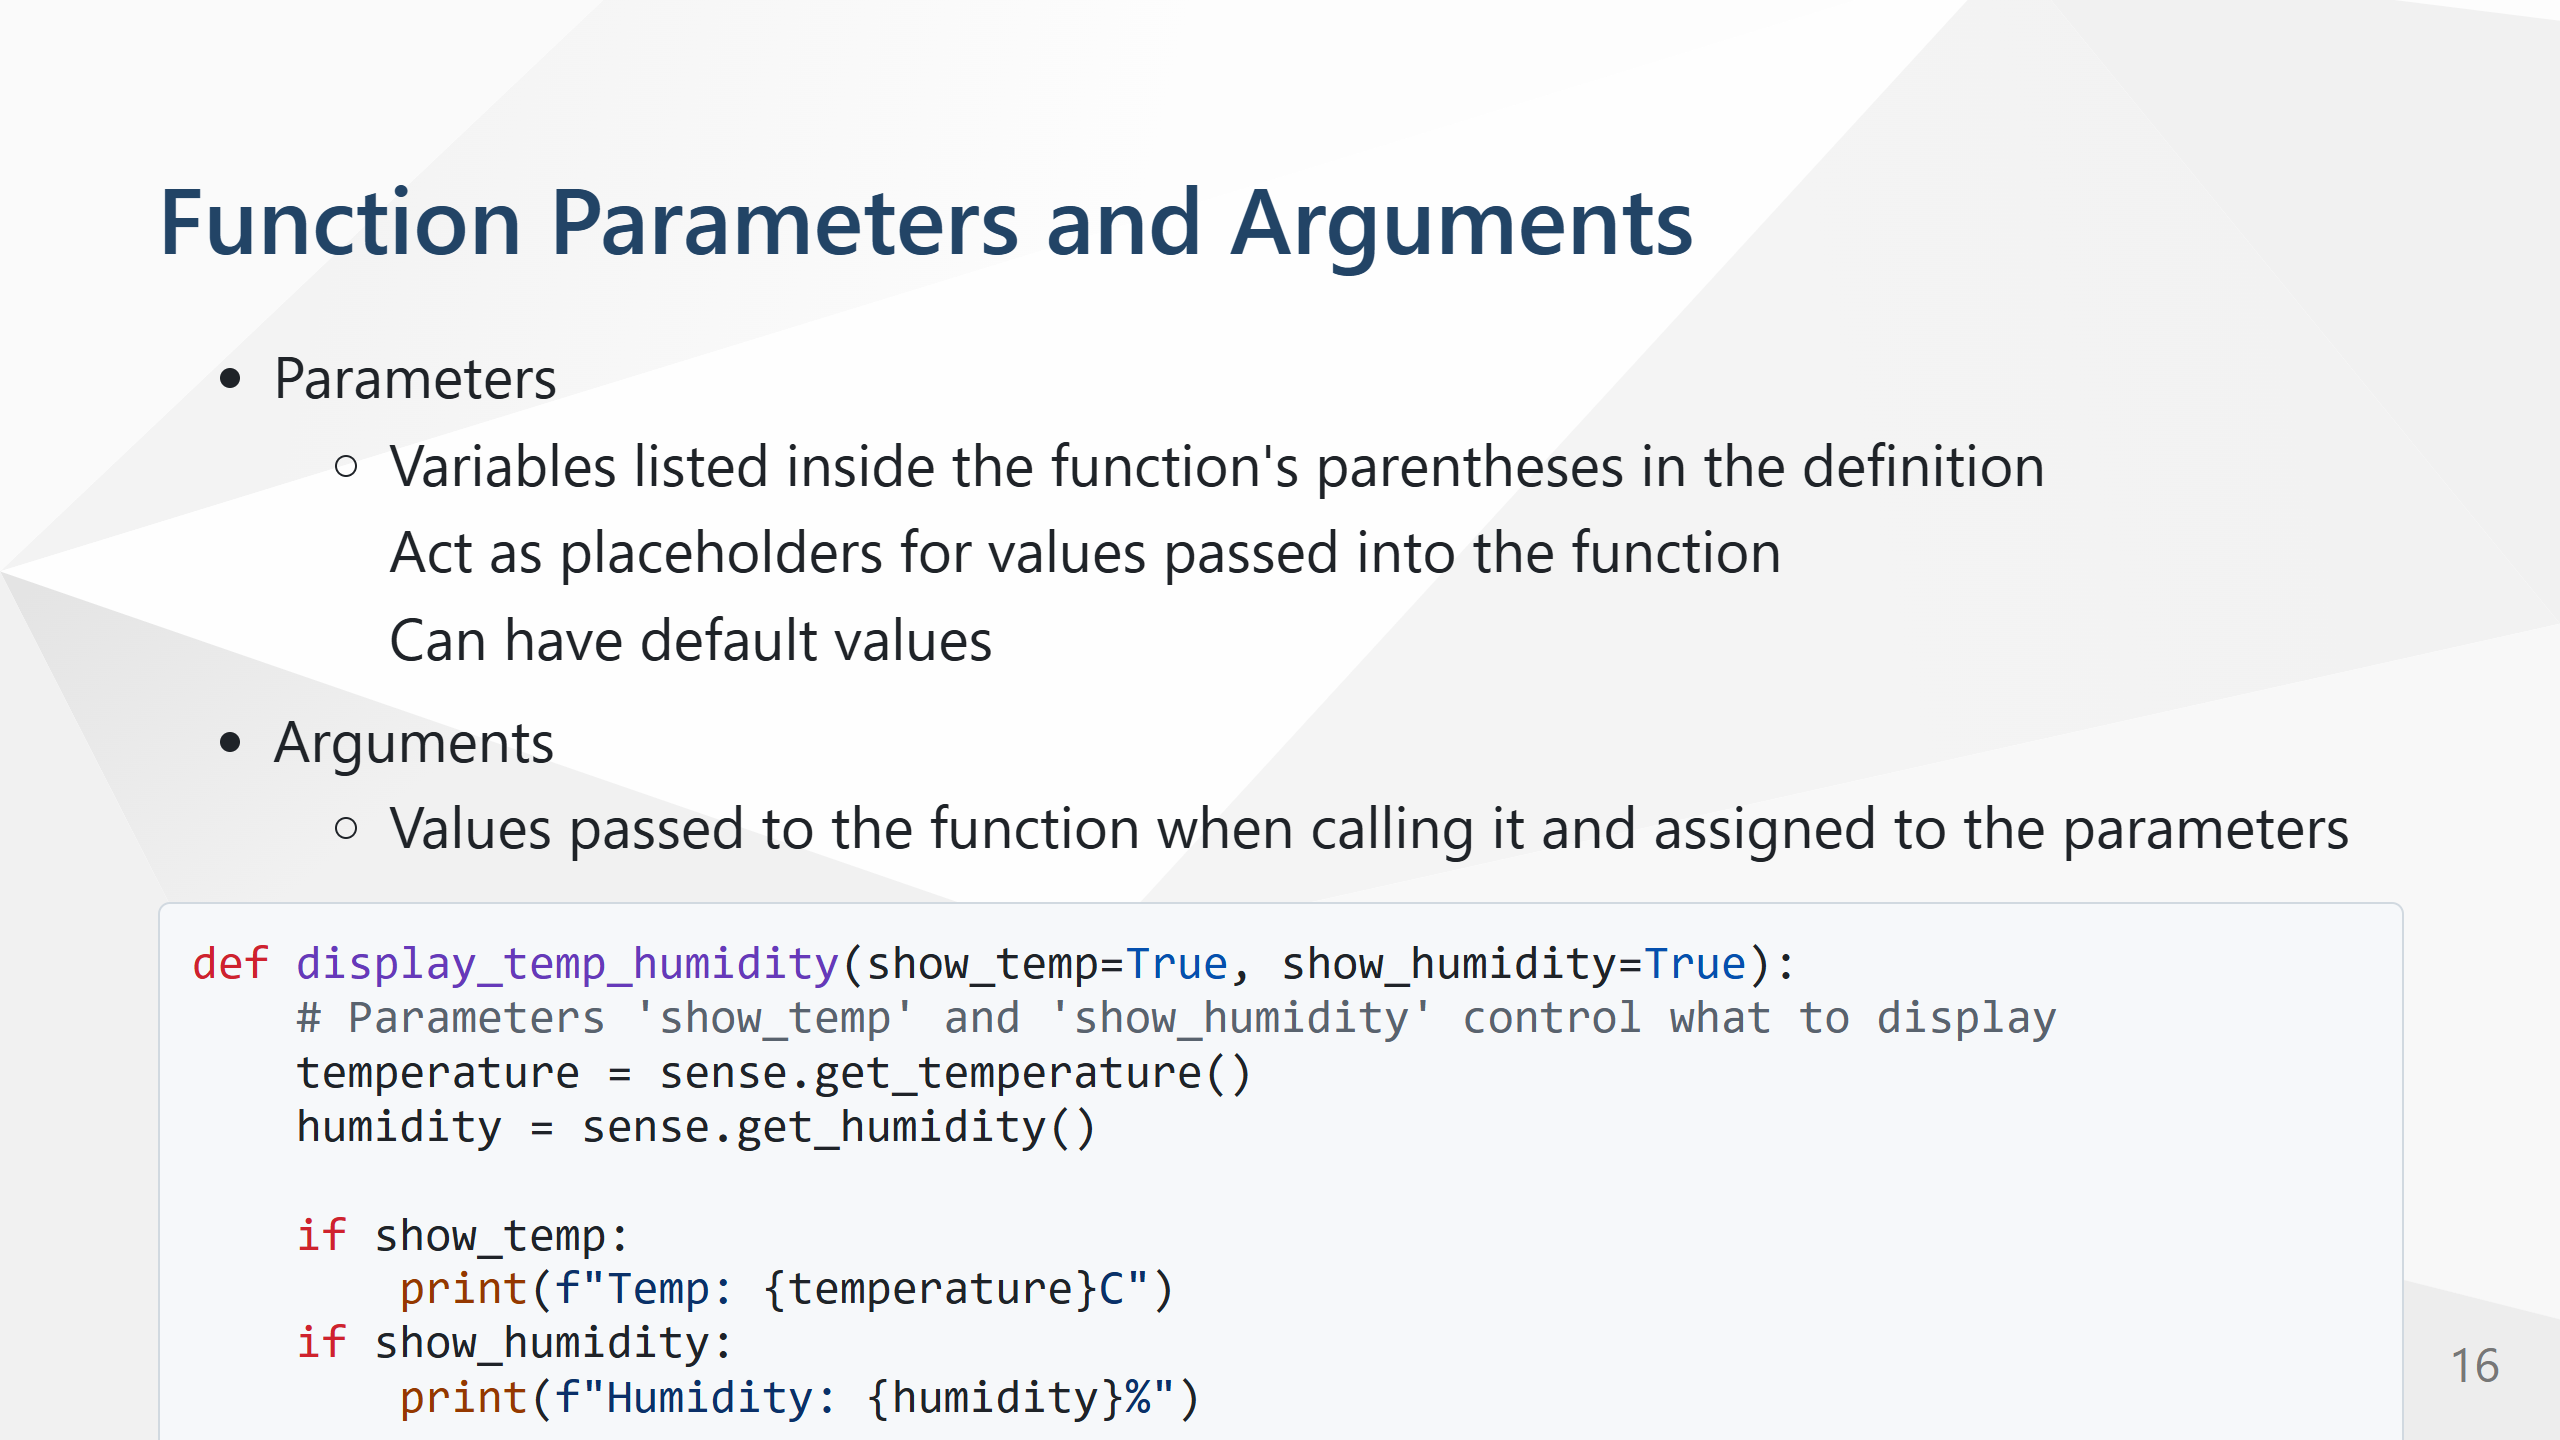 Function Parameters and Arguments
• Parameters
○ Variables listed inside the function's parentheses in the definition
Act as placeholders for values passed into the function
Can have default values
• Arguments
○ Values passed to the function when calling it and assigned to the parameters
def display_temp_humidity(show_temp=True, show_humidity=True):
    # Parameters 'show_temp' and 'show_humidity' control what to display
    temperature = sense.get_temperature()
    humidity = sense.get_humidity()

    if show_temp:
        print(f"Temp: {temperature}C")
    if show_humidity:
        print(f"Humidity: {humidity}%")
16